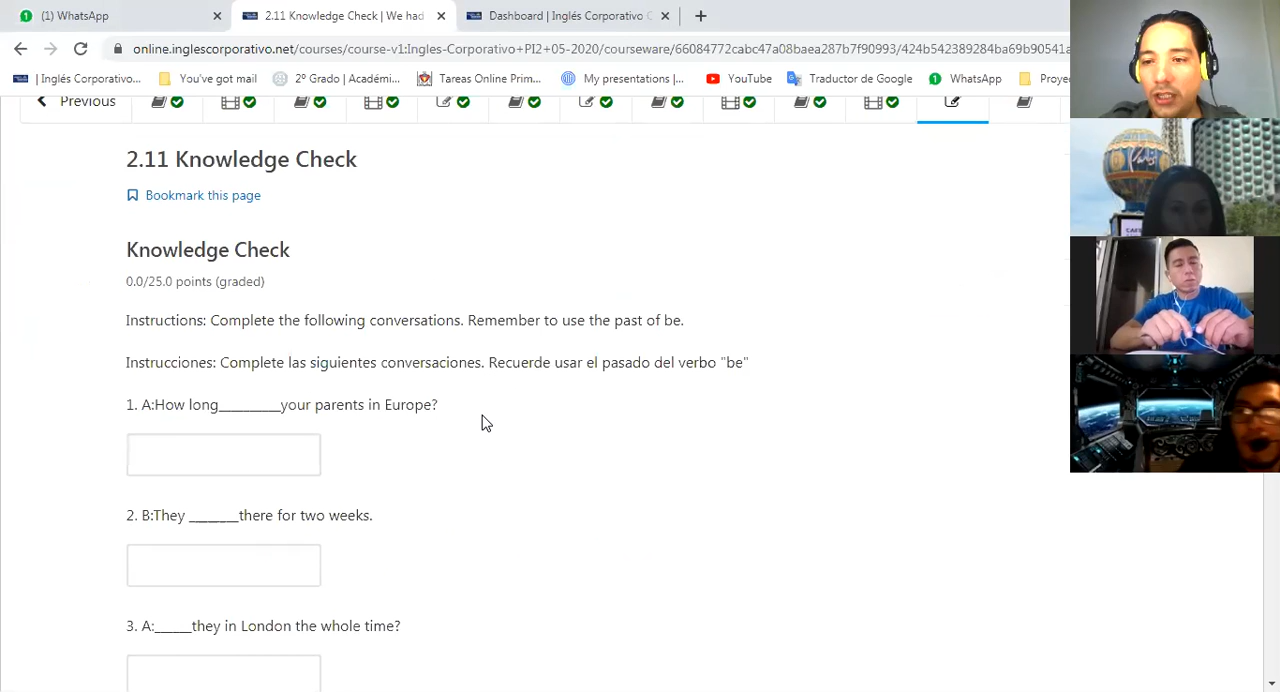 (1) WhatsApp
2.11 Knowledge Check | We had
Dashboard | Inglés Corporativo C
online.inglescorporativo.net/courses/course-v1:Ingles-Corporativo+PI2+05-2020/courseware/66084772cabc47a08baea287b7f90993/424b542389284ba69b90541a
| Inglés Corporativo...
You've got mail
2º Grado | Académi...
Tareas Online Prim...
My presentations |...
YouTube
Traductor de Google
WhatsApp
Proye
Previous
2.11 Knowledge Check
Bookmark this page
Knowledge Check
0.0/25.0 points (graded)
Instructions: Complete the following conversations. Remember to use the past of be.
Instrucciones: Complete las siguientes conversaciones. Recuerde usar el pasado del verbo "be"
1. A:How long__________your parents in Europe?
2. B:They ________there for two weeks.
3. A:______they in London the whole time?
Paris